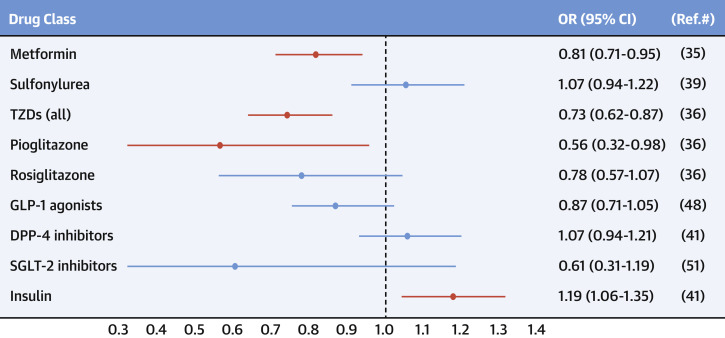 Drug Class OR (95% CI) (Ref.#)
Metformin 0.81 (0.71-0.95) (35)
Sulfonylurea 1.07 (0.94-1.22) (39)
TZDs (all) 0.73 (0.62-0.87) (36)
Pioglitazone 0.56 (0.32-0.98) (36)
Rosiglitazone 0.78 (0.57-1.07) (36)
GLP-1 agonists 0.87 (0.71-1.05) (48)
DPP-4 inhibitors 1.07 (0.94-1.21) (41)
SGLT-2 inhibitors 0.61 (0.31-1.19) (51)
Insulin 1.19 (1.06-1.35) (41)
0.3 0.4 0.5 0.6 0.7 0.8 0.9 1.0 1.1 1.2 1.3 1.4